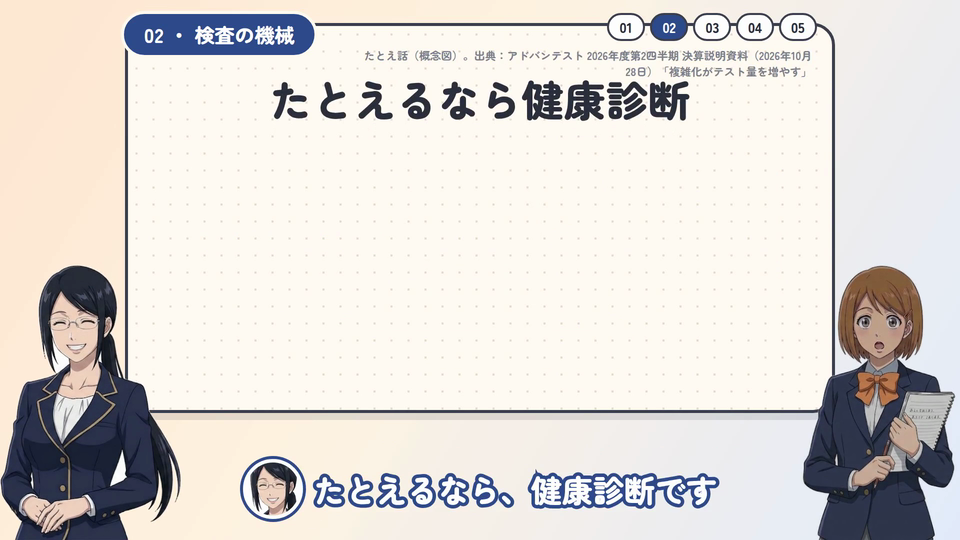 02 ・ 検査の機械
01 02 03 04 05
たとえ話（概念図）。出典：アドバンテスト 2026年度第2四半期 決算説明資料（2026年10月
28日）「複雑化がテスト量を増やす」
たとえるなら健康診断
たとえるなら、健康診断です